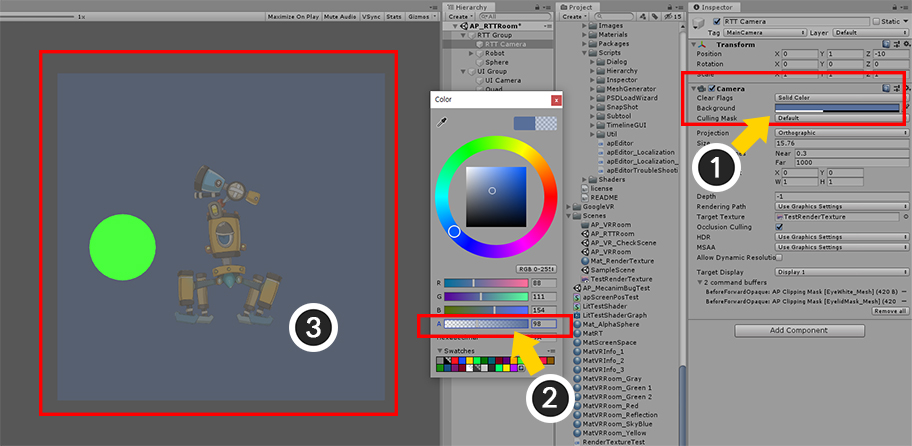 1x
Maximize On Play
Mute Audio
VSync
Stats
Gizmos
3
Hierarchy
Create
All
AP_RTTRoom*
RTT Group
RTT Camera
Robot
Sphere
UI Group
UI Camera
Quad
Color
RGB 0-255
R 88
G 111
B 154
A 98
Hexadecimal
Swatches
2
Project
Create
15
Images
Materials
Packages
Scripts
Dialog
Hierarchy
Inspector
MeshGenerator
PSDLoadWizard
SnapShot
Subtool
TimelineGUI
Util
apEditor
apEditor_Localization
apEditor_Localization_
apEditorTroubleShooti
Shaders
license
README
GoogleVR
Scenes
AP_VRRoom
AP_RTTRoom
AP_VR_CheckScene
AP_VRRoom
Mat_RenderTexture
SampleScene
TestRenderTexture
AP_MecanimBugTest
apScreenPosTest
LitTestShader
LitTestShaderGraph
Mat_AlphaSphere
MatRT
MatScreenSpace
MatVRInfo_1
MatVRInfo_2
MatVRInfo_3
MatVRRoom_Gray
MatVRRoom_Green 1
MatVRRoom_Green 2
MatVRRoom_Red
MatVRRoom_Reflection
MatVRRoom_SkyBlue
MatVRRoom_Yellow
RenderTextureTest
Inspector
RTT Camera
Static
Tag MainCamera Layer Default
Transform
Position X 0 Y 1 Z -10
Rotation X 0 Y 0 Z 0
Scale X 1 Y 1 Z 1
Camera
Clear Flags Solid Color
Background
Culling Mask Default
1
Projection Orthographic
Size 15.76
Near 0.3
Far 1000
X 0 Y 0
W 1 H 1
Depth -1
Rendering Path Use Graphics Settings
Target Texture TestRenderTexture
Occlusion Culling
HDR Use Graphics Settings
MSAA Use Graphics Settings
Allow Dynamic Resolutio
Target Display Display 1
2 command buffers
BeforeForwardOpaque: AP Clipping Mask [EyeWhite_Mesh] (420 B)
BeforeForwardOpaque: AP Clipping Mask [EyelidMask_Mesh] (420
Remove all
Add Component